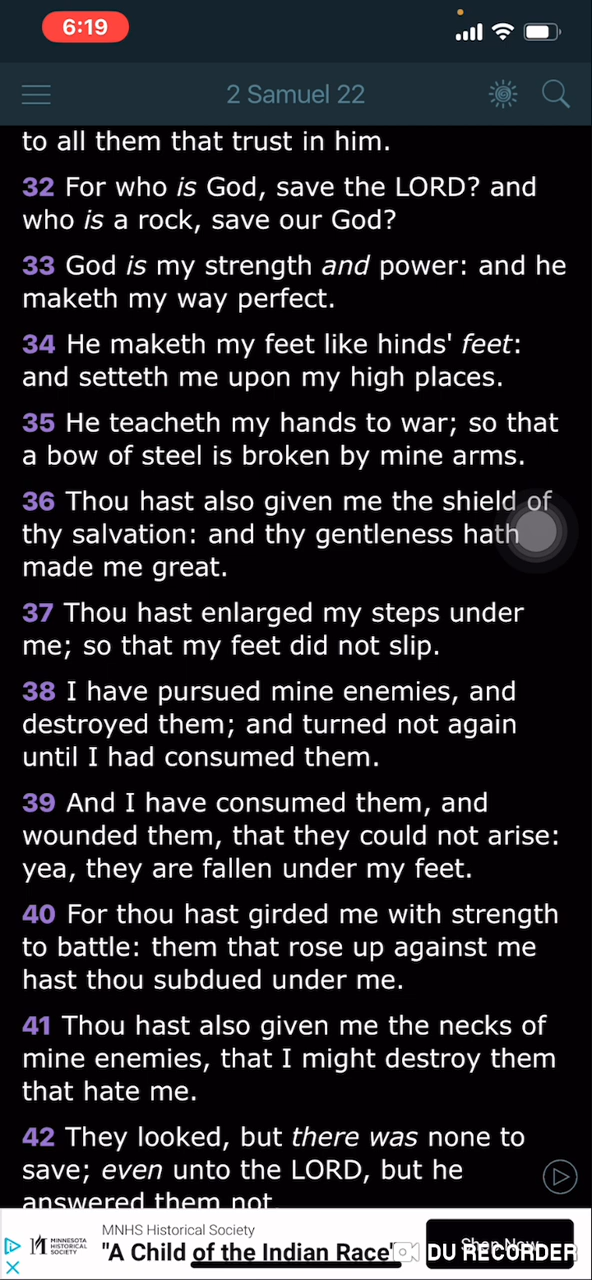 6:19
2 Samuel 22
to all them that trust in him.
32 For who is God, save the LORD? and
who is a rock, save our God?
33 God is my strength and power: and he
maketh my way perfect.
34 He maketh my feet like hinds' feet:
and setteth me upon my high places.
35 He teacheth my hands to war; so that
a bow of steel is broken by mine arms.
36 Thou hast also given me the shield of
thy salvation: and thy gentleness hath
made me great.
37 Thou hast enlarged my steps under
me; so that my feet did not slip.
38 I have pursued mine enemies, and
destroyed them; and turned not again
until I had consumed them.
39 And I have consumed them, and
wounded them, that they could not arise:
yea, they are fallen under my feet.
40 For thou hast girded me with strength
to battle: them that rose up against me
hast thou subdued under me.
41 Thou hast also given me the necks of
mine enemies, that I might destroy them
that hate me.
42 They looked, but there was none to
save; even unto the LORD, but he
answered them not.
MINNESOTA
HISTORICAL
SOCIETY
MNHS Historical Society
"A Child of the Indian Race"
Shop Now
DU RECORDER